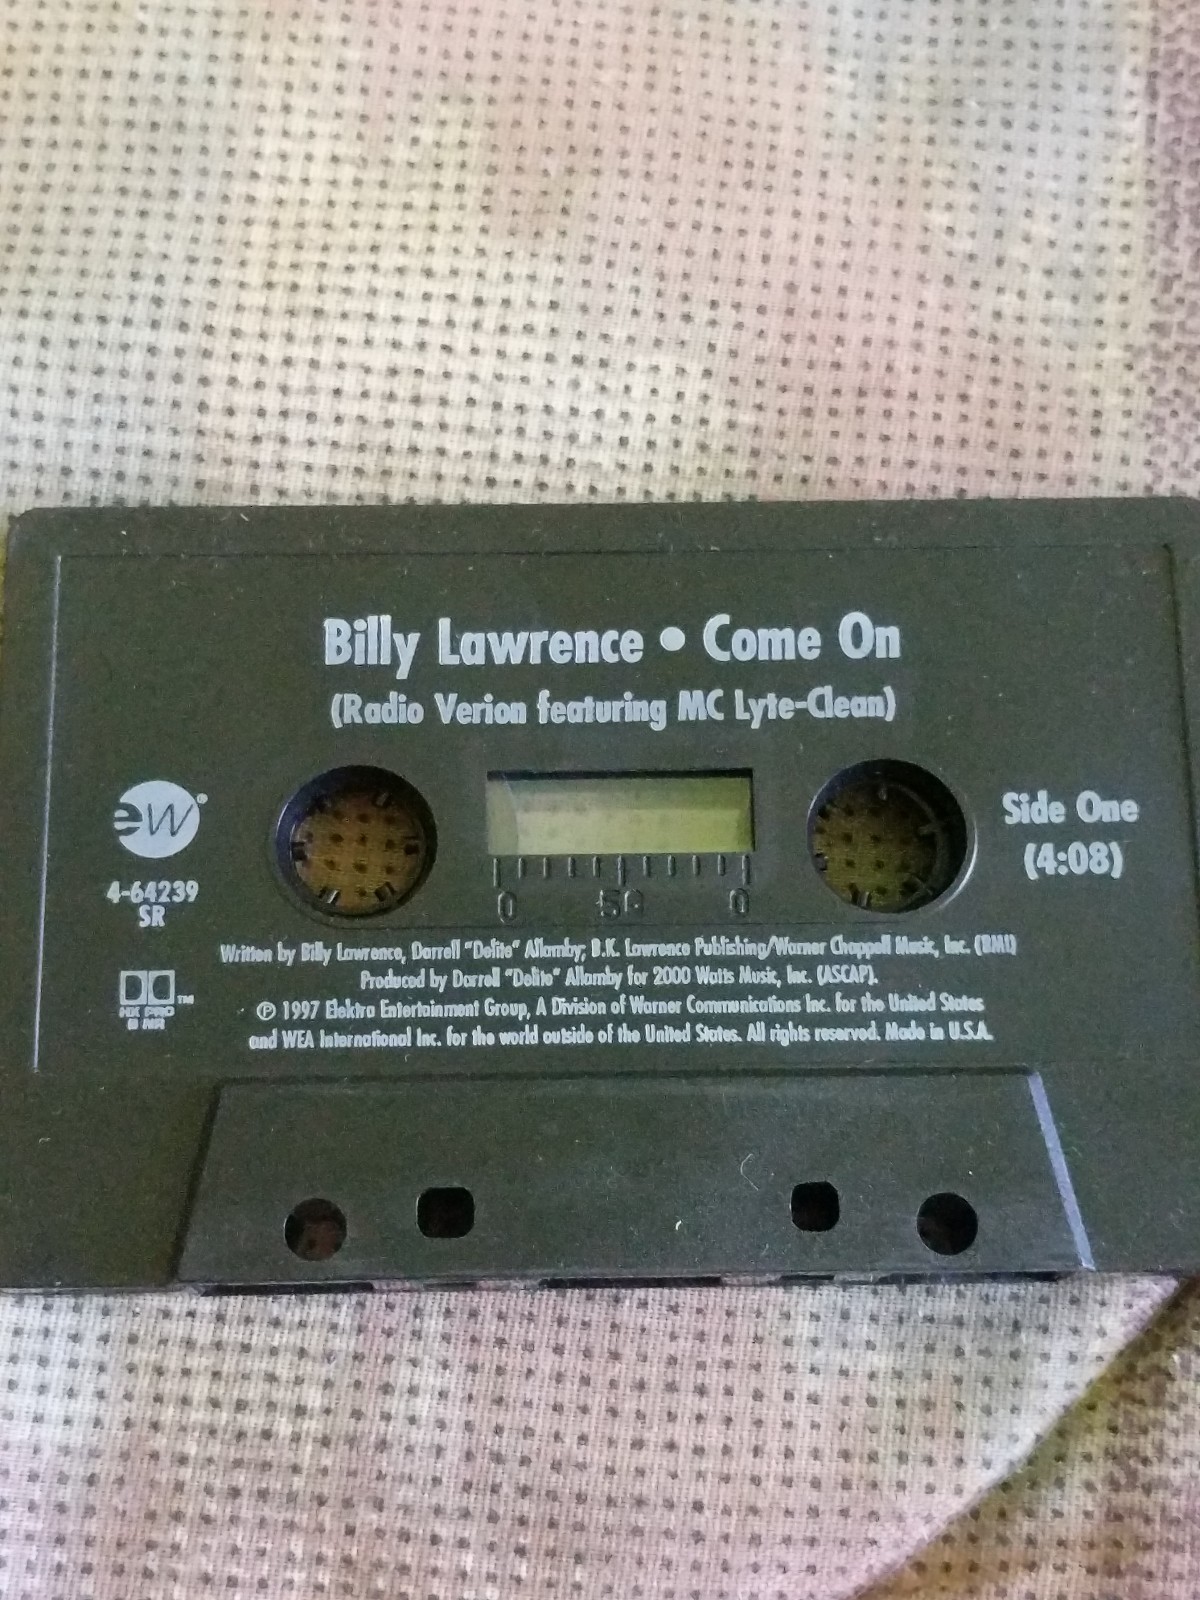 Billy Lawrence • Come On
(Radio Verion featuring MC Lyte-Clean)
ew
4-64239
SR
Side One
(4:08)
0 50 0
HX PRO
B NR
TM
Written by Billy Lawrence, Darrell "Delite" Allamby; B.K. Lawrence Publishing/Warner Chappell Music, Inc. (BMI)
Produced by Darrell "Delite" Allamby for 2000 Watts Music, Inc. (ASCAP).
℗ 1997 Elektra Entertainment Group, A Division of Warner Communications Inc. for the United States
and WEA International Inc. for the world outside of the United States. All rights reserved. Made in U.S.A.